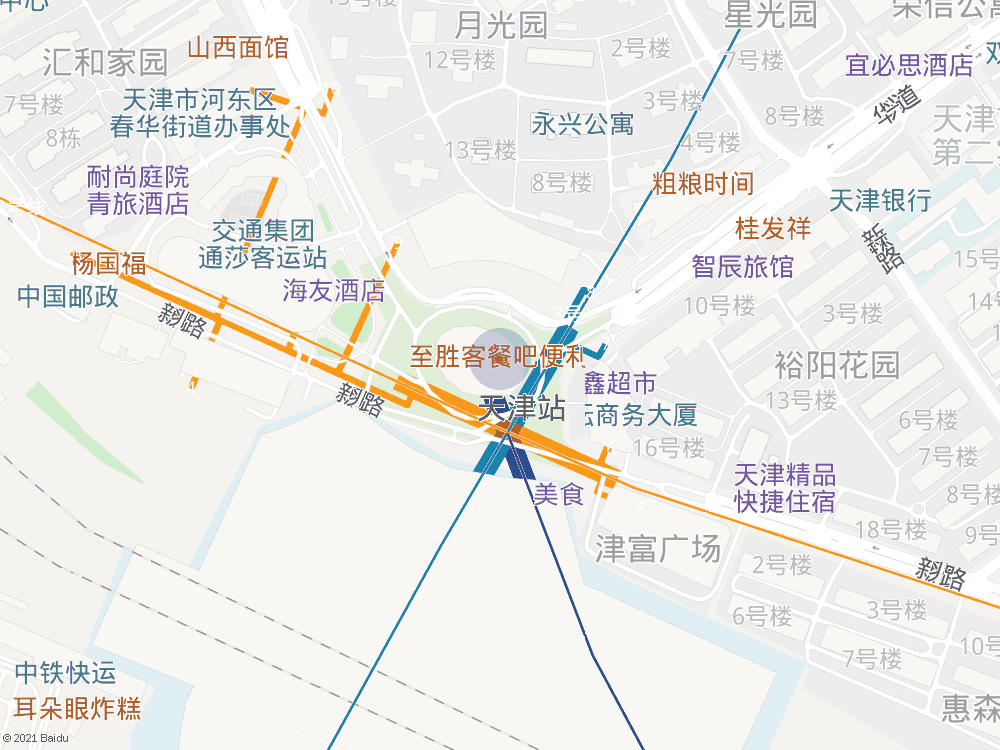 中心
月光园
星光园
荣信公寓
山西面馆
汇和家园
12号楼
2号楼
宜必思酒店
7号楼
7号楼
天津市河东区
春华街道办事处
3号楼
华道
8号楼
8栋
永兴公寓
天津
第二
13号楼
4号楼
耐尚庭院
青旅酒店
8号楼
粗粮时间
天津银行
交通集团
通莎客运站
桂发祥
路
杨国福
智辰旅馆
15号
中国邮政
海友酒店
10号楼
14号
3号楼
路
至胜客餐吧便利
裕阳花园
鑫超市
路
天津站
13号楼
坛商务大厦
6号楼
16号楼
7号楼
天津精品
快捷住宿
美食
8号楼
18号楼
9号
津富广场
2号楼
路
3号楼
6号楼
10号
7号楼
中铁快运
耳朵眼炸糕
惠森
© 2021 Baidu